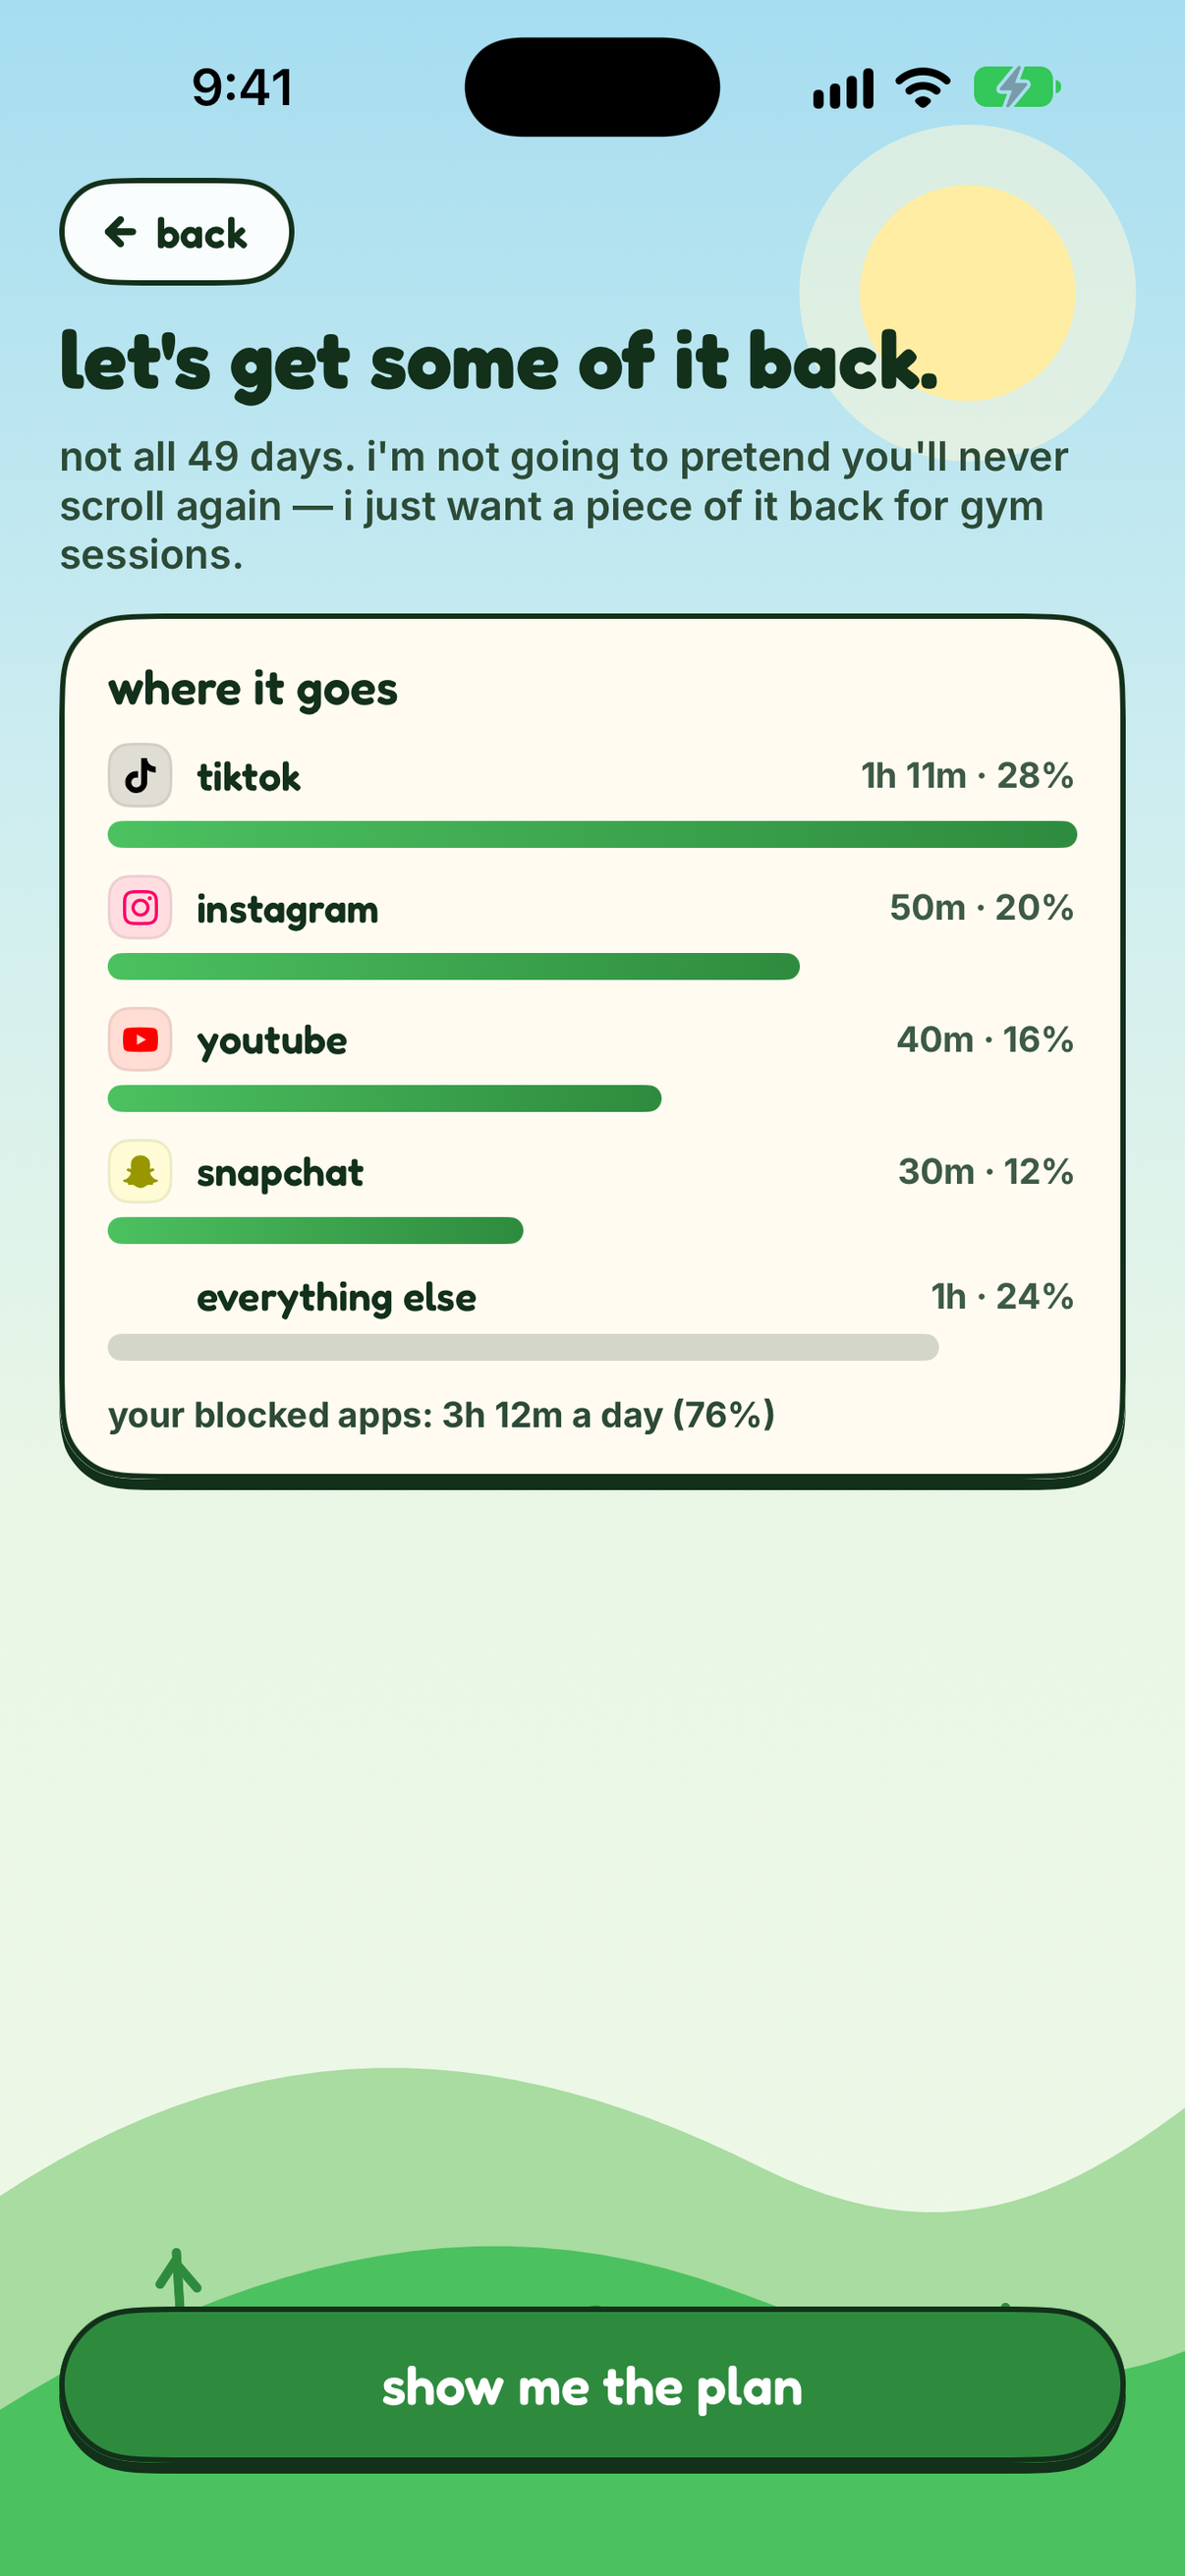 9:41
← back
let's get some of it back.
not all 49 days. i'm not going to pretend you'll never
scroll again — i just want a piece of it back for gym
sessions.
where it goes
tiktok 1h 11m · 28%
instagram 50m · 20%
youtube 40m · 16%
snapchat 30m · 12%
everything else 1h · 24%
your blocked apps: 3h 12m a day (76%)
show me the plan